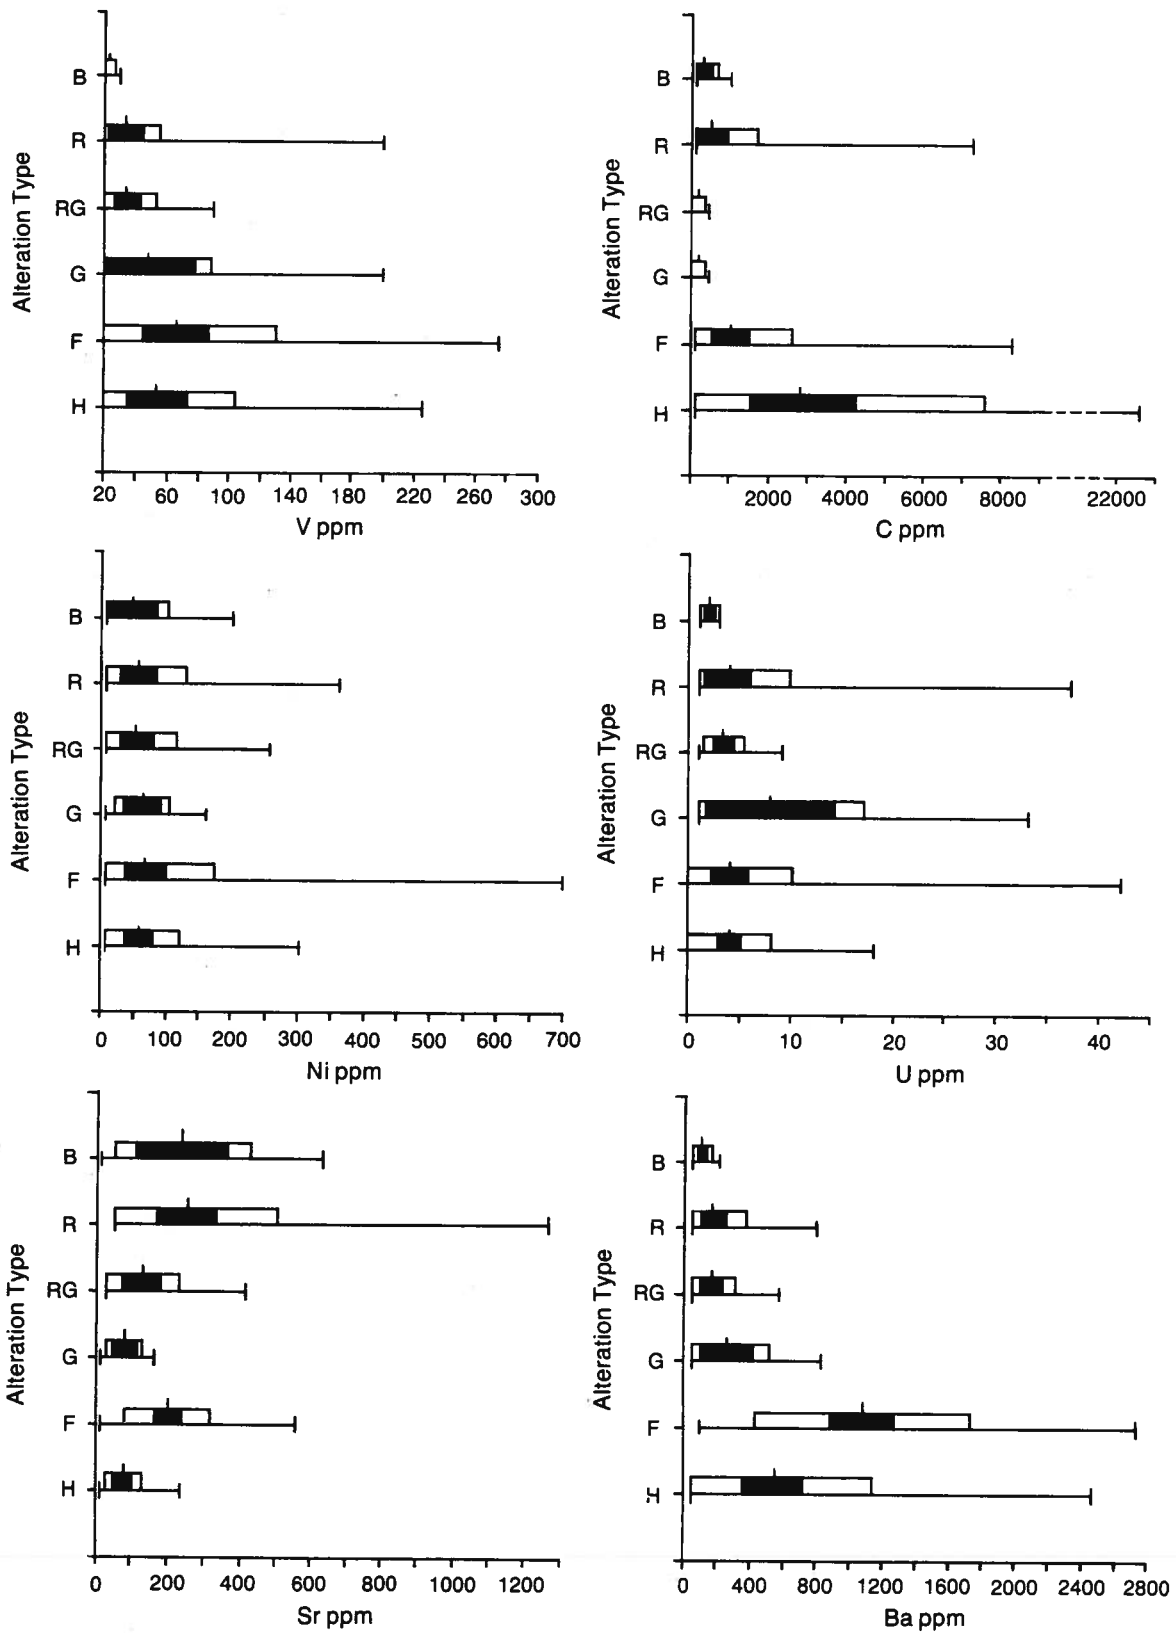 Alteration Type
B
R
RG
G
F
H
20 60 100 140 180 220 260 300
V ppm
Alteration Type
B
R
RG
G
F
H
2000 4000 6000 8000 22000
C ppm
Alteration Type
B
R
RG
G
F
H
0 100 200 300 400 500 600 700
Ni ppm
Alteration Type
B
R
RG
G
F
H
0 10 20 30 40
U ppm
Alteration Type
B
R
RG
G
F
H
0 200 400 600 800 1000 1200
Sr ppm
Alteration Type
B
R
RG
G
F
H
0 400 800 1200 1600 2000 2400 2800
Ba ppm